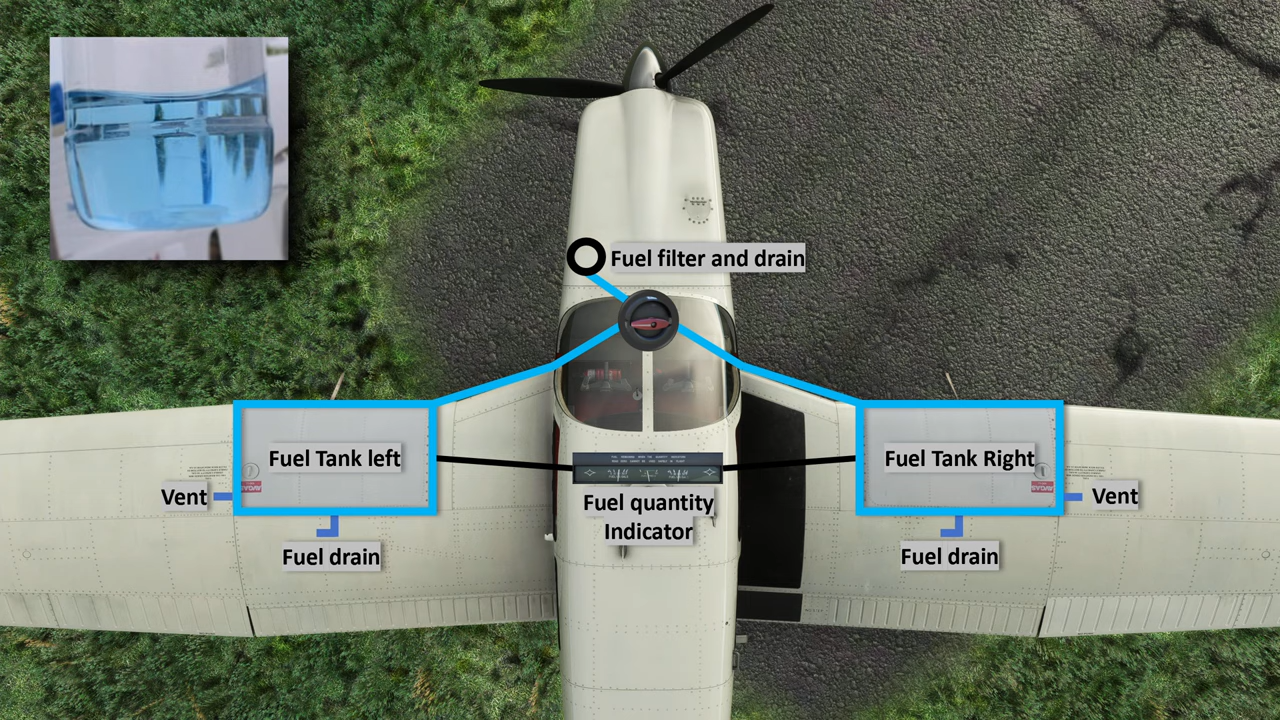 Fuel filter and drain
Fuel Tank left
Fuel Tank Right
Vent
Vent
Fuel quantity
Indicator
Fuel drain
Fuel drain